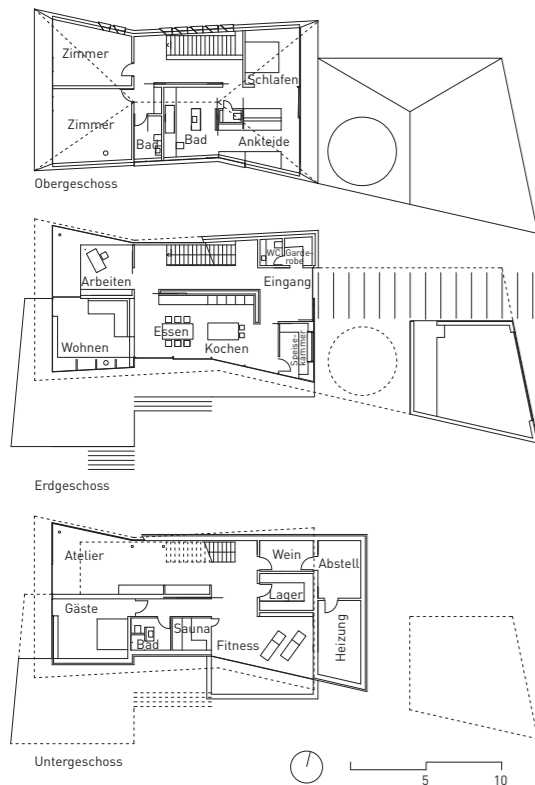 Zimmer
Schlafen
Zimmer
Bad
Bad
Ankleide
Obergeschoss
WC
Garde-
robe
Arbeiten
Eingang
Essen
Wohnen
Kochen
Speise-
kammer
Erdgeschoss
Atelier
Wein
Abstell
Lager
Gäste
Sauna
Bad
Fitness
Heizung
Untergeschoss
5
10